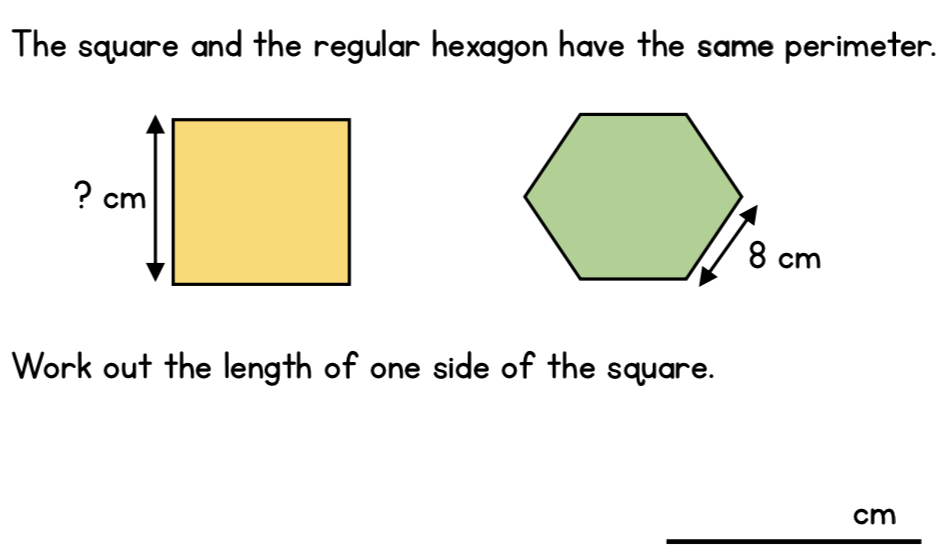 The square and the regular hexagon have the same perimeter.
? cm
8 cm
Work out the length of one side of the square.
cm